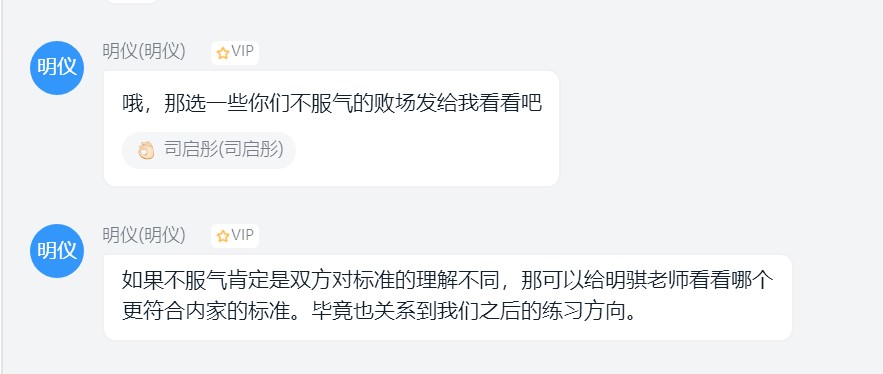 明仪
明仪(明仪) VIP
哦，那选一些你们不服气的败场发给我看看吧
司启彤(司启彤)
明仪
明仪(明仪) VIP
如果不服气肯定是双方对标准的理解不同，那可以给明骐老师看看哪个
更符合内家的标准。毕竟也关系到我们之后的练习方向。